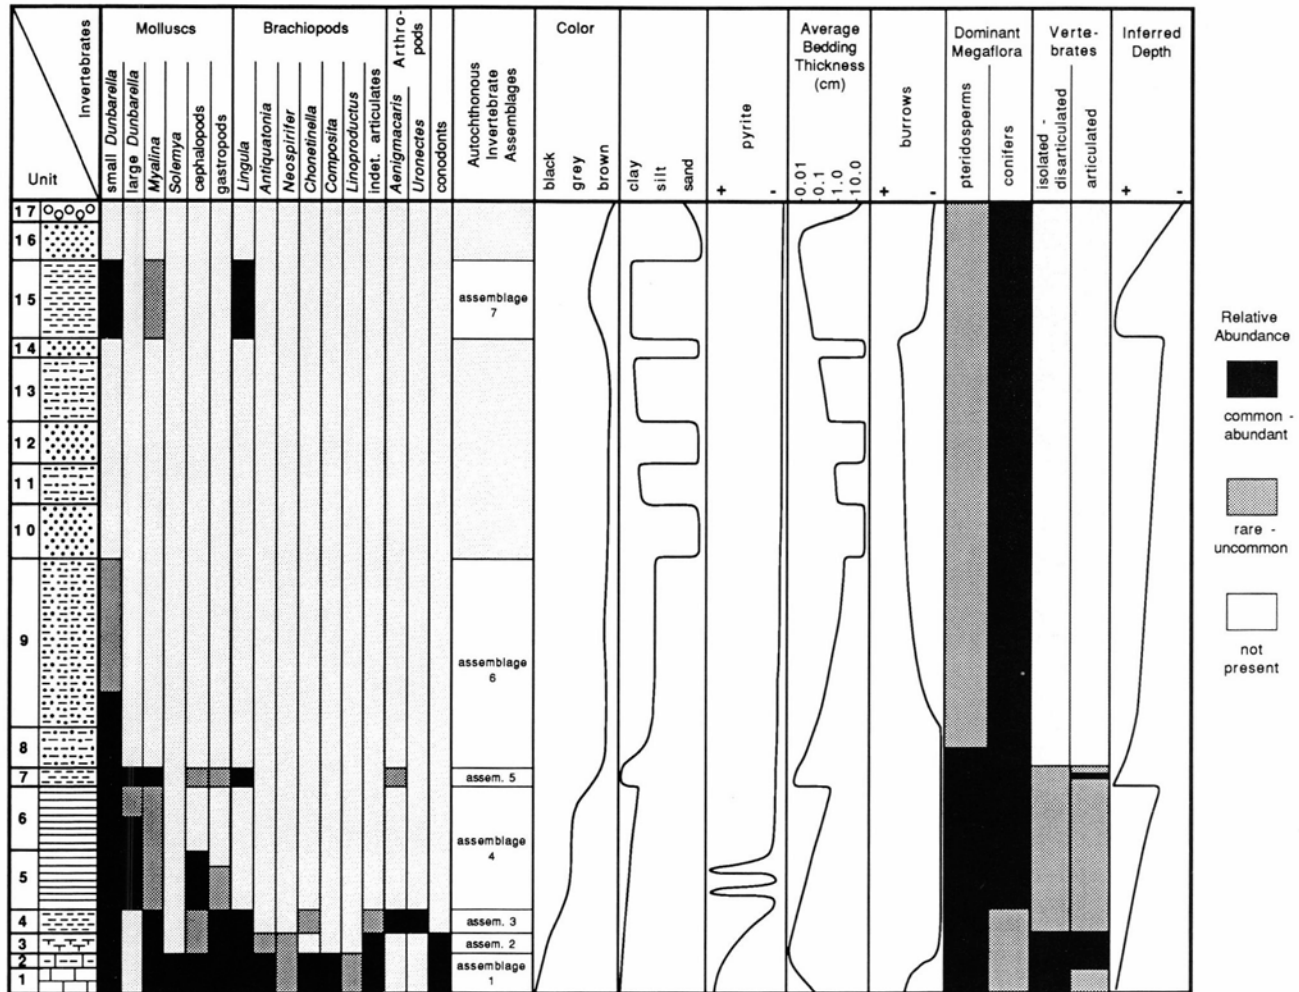 Invertebrates
Unit
Molluscs
small Dunbarella
large Dunbarella
Myalina
Solemya
cephalopods
gastropods
Brachiopods
Lingula
Antiquatonia
Neospirifer
Chonetinella
Composita
Linoproductus
indet. articulates
Arthro-
pods
Aenigmacaris
Uronectes
conodonts
Autochthonous
Invertebrate
Assemblages
Color
black
grey
brown
clay
silt
sand
pyrite
+
-
Average
Bedding
Thickness
(cm)
-0.01
-0.1
-1.0
-10.0
burrows
+
-
Dominant
Megaflora
pteridosperms
conifers
Verte-
brates
isolated -
disarticulated
articulated
Inferred
Depth
+
-
17
16
15
14
13
12
11
10
9
8
7
6
5
4
3
2
1
assemblage
7
assemblage
6
assem. 5
assemblage
4
assem. 3
assem. 2
assemblage
1
Relative
Abundance
common -
abundant
rare -
uncommon
not
present